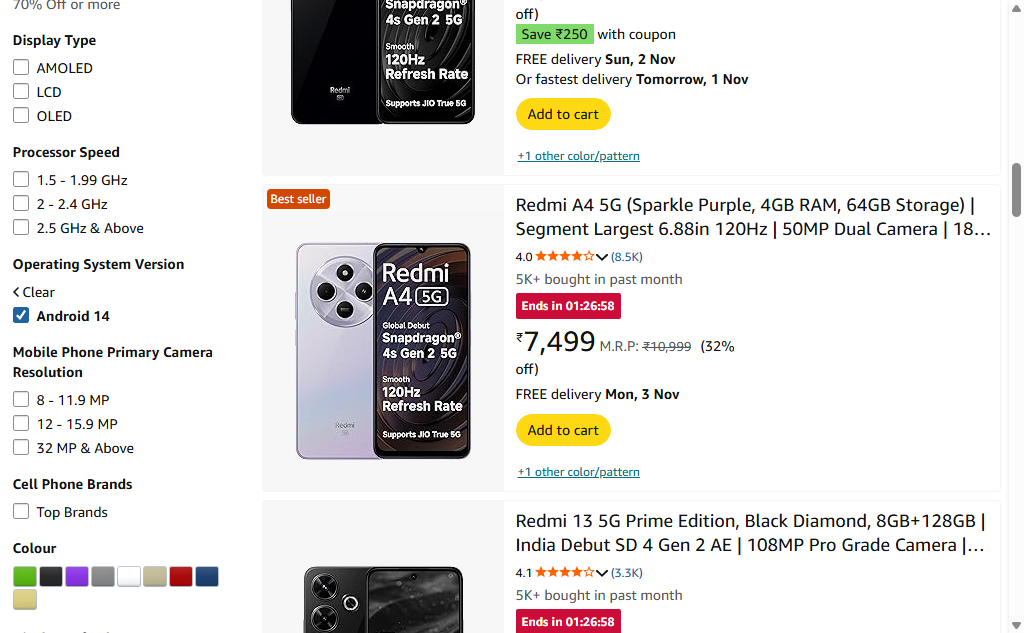 70% Off or more
Display Type
AMOLED
LCD
OLED
Processor Speed
1.5 - 1.99 GHz
2 - 2.4 GHz
2.5 GHz & Above
Operating System Version
Clear
Android 14
Mobile Phone Primary Camera
Resolution
8 - 11.9 MP
12 - 15.9 MP
32 MP & Above
Cell Phone Brands
Top Brands
Colour
Snapdragon®
4s Gen 2 5G
Smooth
120Hz
Refresh Rate
Supports JIO True 5G
Redmi
5G
off)
Save ₹250 with coupon
FREE delivery Sun, 2 Nov
Or fastest delivery Tomorrow, 1 Nov
Add to cart
+1 other color/pattern
Best seller
Redmi
A4 5G
Global Debut
Snapdragon®
4s Gen 2 5G
Smooth
120Hz
Refresh Rate
Supports JIO True 5G
Redmi
5G
Redmi A4 5G (Sparkle Purple, 4GB RAM, 64GB Storage) |
Segment Largest 6.88in 120Hz | 50MP Dual Camera | 18...
4.0 (8.5K)
5K+ bought in past month
Ends in 01:26:58
₹7,499 M.R.P: ₹10,999 (32%
off)
FREE delivery Mon, 3 Nov
Add to cart
+1 other color/pattern
Redmi 13 5G Prime Edition, Black Diamond, 8GB+128GB |
India Debut SD 4 Gen 2 AE | 108MP Pro Grade Camera |...
4.1 (3.3K)
5K+ bought in past month
Ends in 01:26:58